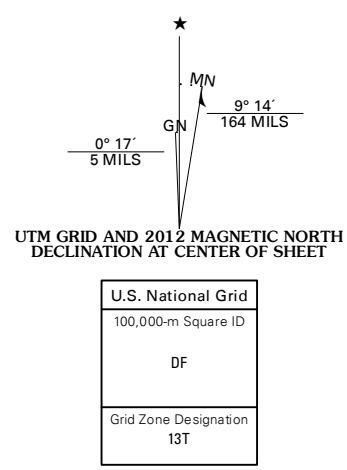 ★
MN
9° 14´
164 MILS
GN
0° 17´
5 MILS
UTM GRID AND 2012 MAGNETIC NORTH
DECLINATION AT CENTER OF SHEET
U.S. National Grid
100,000-m Square ID
DF
Grid Zone Designation
13T